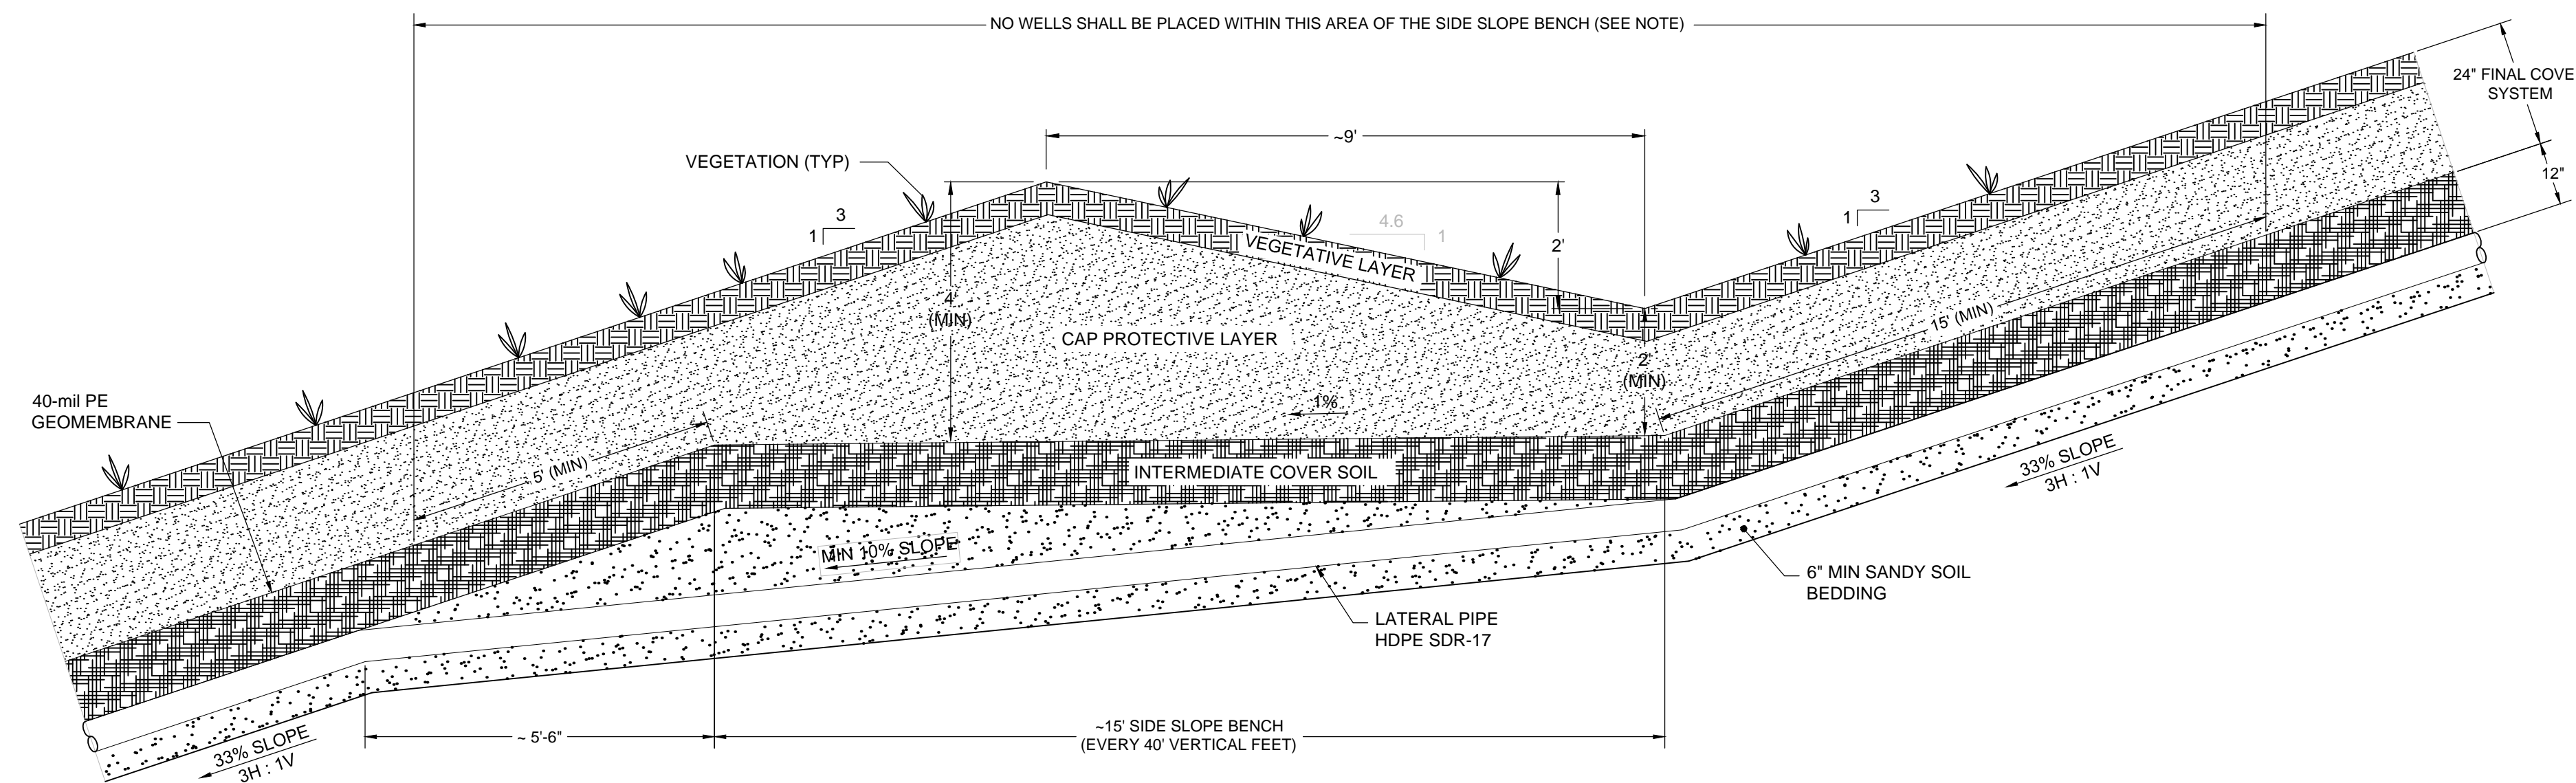 NO WELLS SHALL BE PLACED WITHIN THIS AREA OF THE SIDE SLOPE BENCH (SEE NOTE)
24" FINAL COVE
SYSTEM
12"
~9'
VEGETATION (TYP)
3
1
3
1
4.6
1
2'
VEGETATIVE LAYER
4'
(MIN)
CAP PROTECTIVE LAYER
2'
(MIN)
15' (MIN)
1%
40-mil PE
GEOMEMBRANE
5' (MIN)
INTERMEDIATE COVER SOIL
33% SLOPE
3H : 1V
MIN 10% SLOPE
6" MIN SANDY SOIL
BEDDING
LATERAL PIPE
HDPE SDR-17
~ 5'-6"
~15' SIDE SLOPE BENCH
(EVERY 40' VERTICAL FEET)
33% SLOPE
3H : 1V